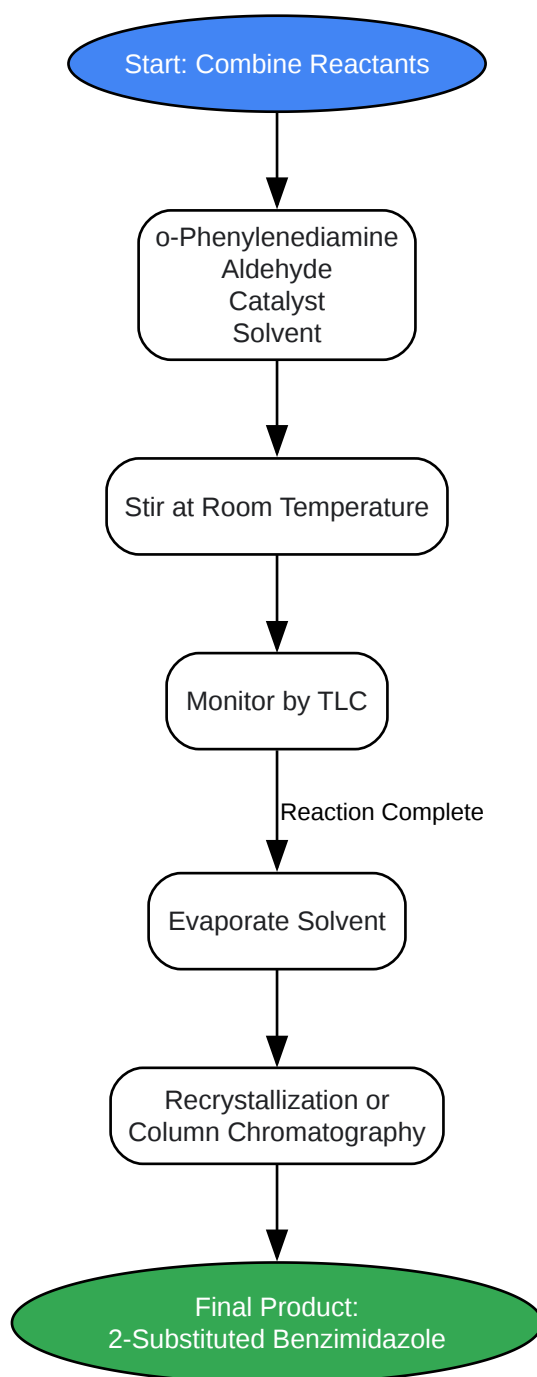 Start: Combine Reactants
o-Phenylenediamine
Aldehyde
Catalyst
Solvent
Stir at Room Temperature
Monitor by TLC
Reaction Complete
Evaporate Solvent
Recrystallization or
Column Chromatography
Final Product:
2-Substituted Benzimidazole